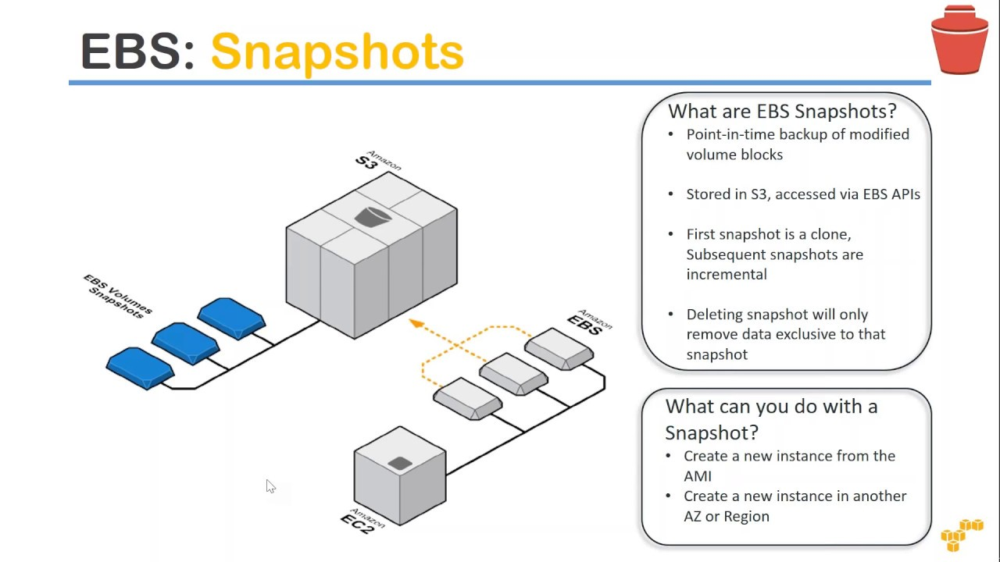 EBS: Snapshots
Amazon
S3
EBS Volumes
Snapshots
Amazon
EBS
Amazon
EC2
What are EBS Snapshots?
• Point-in-time backup of modified
volume blocks
• Stored in S3, accessed via EBS APIs
• First snapshot is a clone,
Subsequent snapshots are
incremental
• Deleting snapshot will only
remove data exclusive to that
snapshot
What can you do with a
Snapshot?
• Create a new instance from the
AMI
• Create a new instance in another
AZ or Region